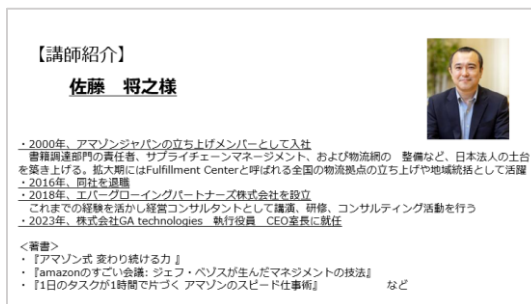 【講師紹介】
佐藤　将之様
・2000年、アマゾンジャパンの立ち上げメンバーとして入社
書籍調達部門の責任者、サプライチェーンマネージメント、および物流網の　整備など、日本法人の土台
を築き上げる。拡大期にはFulfillment Centerと呼ばれる全国の物流拠点の立ち上げや地域統括として活躍
・2016年、同社を退職
・2018年、エバーグローイングパートナーズ株式会社を設立
これまでの経験を活かし経営コンサルタントとして講演、研修、コンサルティング活動を行う
・2023年、株式会社GA technologies　執行役員　CEO室長に就任
＜著書＞
・『アマゾン式 変わり続ける力 』
・『amazonのすごい会議: ジェフ・ベゾスが生んだマネジメントの技法』
・『1日のタスクが1時間で片づく アマゾンのスピード仕事術』　　　　　など